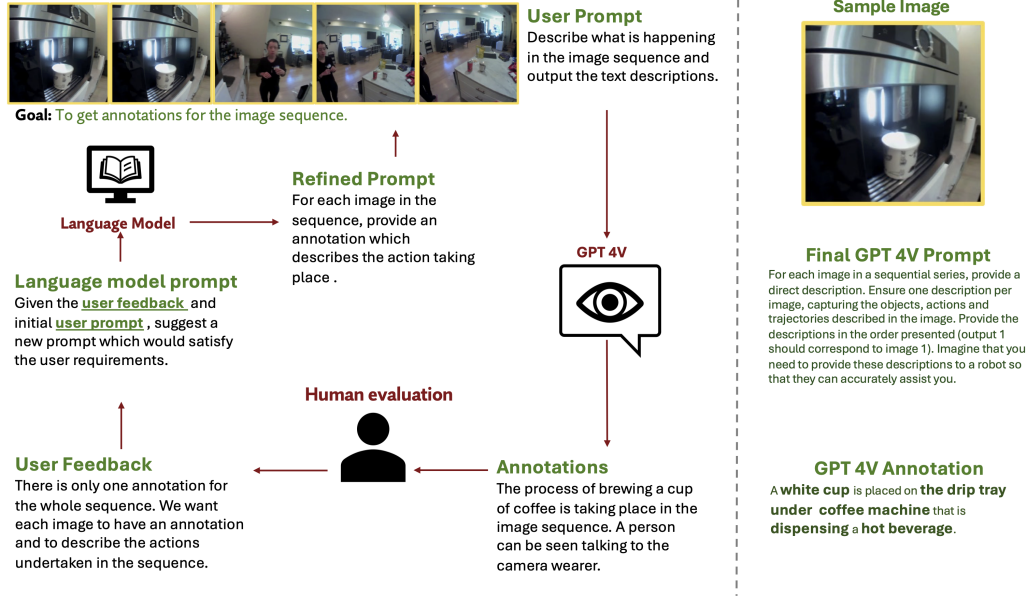 User Prompt
Describe what is happening
in the image sequence and
output the text descriptions.
Goal: To get annotations for the image sequence.
Language Model
Refined Prompt
For each image in the
sequence, provide an
annotation which
describes the action taking
place .
GPT 4V
Language model prompt
Given the user feedback and
initial user prompt , suggest a
new prompt which would satisfy
the user requirements.
Human evaluation
User Feedback
There is only one annotation for
the whole sequence. We want
each image to have an annotation
and to describe the actions
undertaken in the sequence.
Annotations
The process of brewing a cup
of coffee is taking place in the
image sequence. A person
can be seen talking to the
camera wearer.
Sample Image
Final GPT 4V Prompt
For each image in a sequential series, provide a
direct description. Ensure one description per
image, capturing the objects, actions and
trajectories described in the image. Provide the
descriptions in the order presented (output 1
should correspond to image 1). Imagine that you
need to provide these descriptions to a robot so
that they can accurately assist you.
GPT 4V Annotation
A white cup is placed on the drip tray
under coffee machine that is
dispensing a hot beverage.